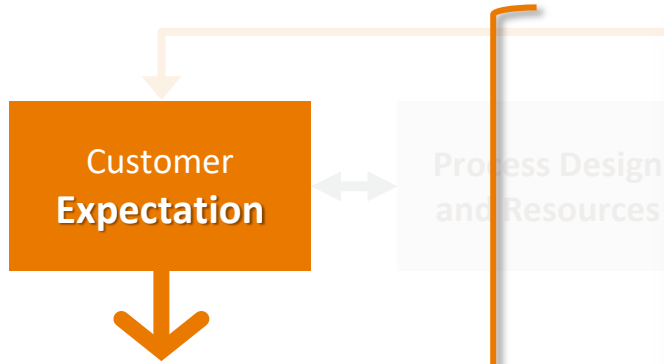 Customer
Expectation
Process Design
and Resources